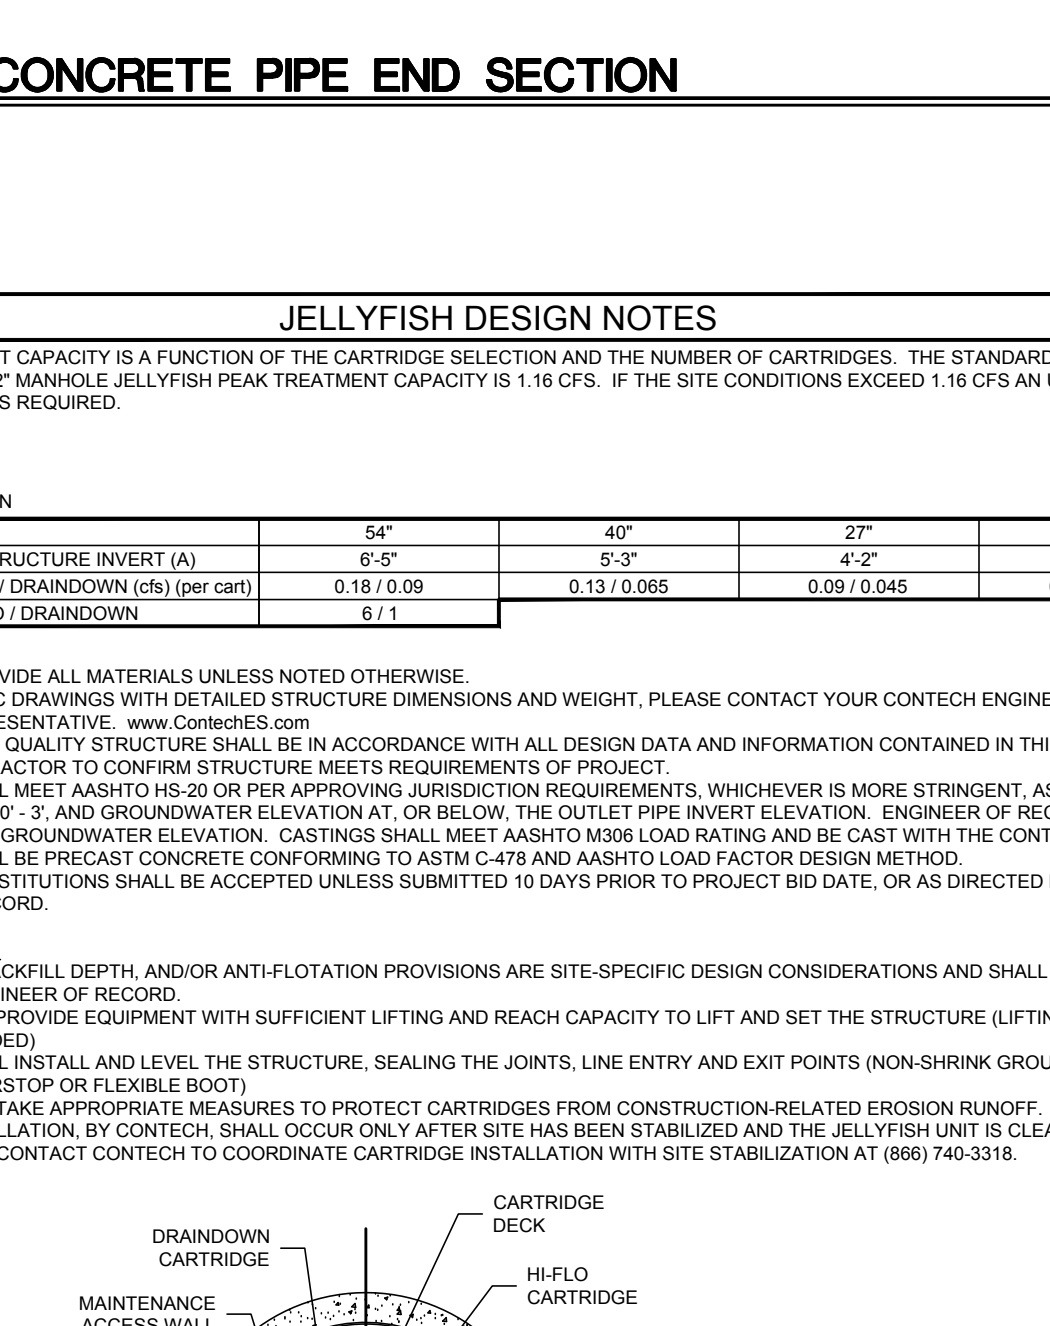 CONCRETE PIPE END SECTION
JELLYFISH DESIGN NOTES
T CAPACITY IS A FUNCTION OF THE CARTRIDGE SELECTION AND THE NUMBER OF CARTRIDGES. THE STANDARD
2" MANHOLE JELLYFISH PEAK TREATMENT CAPACITY IS 1.16 CFS. IF THE SITE CONDITIONS EXCEED 1.16 CFS AN U
S REQUIRED.
N
54" 40" 27"
RUCTURE INVERT (A) 6'-5" 5'-3" 4'-2"
/ DRAINDOWN (cfs) (per cart) 0.18 / 0.09 0.13 / 0.065 0.09 / 0.045
O / DRAINDOWN 6 / 1
VIDE ALL MATERIALS UNLESS NOTED OTHERWISE.
C DRAWINGS WITH DETAILED STRUCTURE DIMENSIONS AND WEIGHT, PLEASE CONTACT YOUR CONTECH ENGINE
ESENTATIVE. www.ContechES.com
QUALITY STRUCTURE SHALL BE IN ACCORDANCE WITH ALL DESIGN DATA AND INFORMATION CONTAINED IN THI
ACTOR TO CONFIRM STRUCTURE MEETS REQUIREMENTS OF PROJECT.
L MEET AASHTO HS-20 OR PER APPROVING JURISDICTION REQUIREMENTS, WHICHEVER IS MORE STRINGENT, AS
0' - 3', AND GROUNDWATER ELEVATION AT, OR BELOW, THE OUTLET PIPE INVERT ELEVATION. ENGINEER OF REC
GROUNDWATER ELEVATION. CASTINGS SHALL MEET AASHTO M306 LOAD RATING AND BE CAST WITH THE CONT
L BE PRECAST CONCRETE CONFORMING TO ASTM C-478 AND AASHTO LOAD FACTOR DESIGN METHOD.
STITUTIONS SHALL BE ACCEPTED UNLESS SUBMITTED 10 DAYS PRIOR TO PROJECT BID DATE, OR AS DIRECTED
CORD.
CKFILL DEPTH, AND/OR ANTI-FLOTATION PROVISIONS ARE SITE-SPECIFIC DESIGN CONSIDERATIONS AND SHALL
INEER OF RECORD.
PROVIDE EQUIPMENT WITH SUFFICIENT LIFTING AND REACH CAPACITY TO LIFT AND SET THE STRUCTURE (LIFTIN
DED)
L INSTALL AND LEVEL THE STRUCTURE, SEALING THE JOINTS, LINE ENTRY AND EXIT POINTS (NON-SHRINK GROU
RSTOP OR FLEXIBLE BOOT)
TAKE APPROPRIATE MEASURES TO PROTECT CARTRIDGES FROM CONSTRUCTION-RELATED EROSION RUNOFF.
LLATION, BY CONTECH, SHALL OCCUR ONLY AFTER SITE HAS BEEN STABILIZED AND THE JELLYFISH UNIT IS CLEA
CONTACT CONTECH TO COORDINATE CARTRIDGE INSTALLATION WITH SITE STABILIZATION AT (866) 740-3318.
CARTRIDGE
DECK
DRAINDOWN
CARTRIDGE
HI-FLO
CARTRIDGE
MAINTENANCE
ACCESS WALL